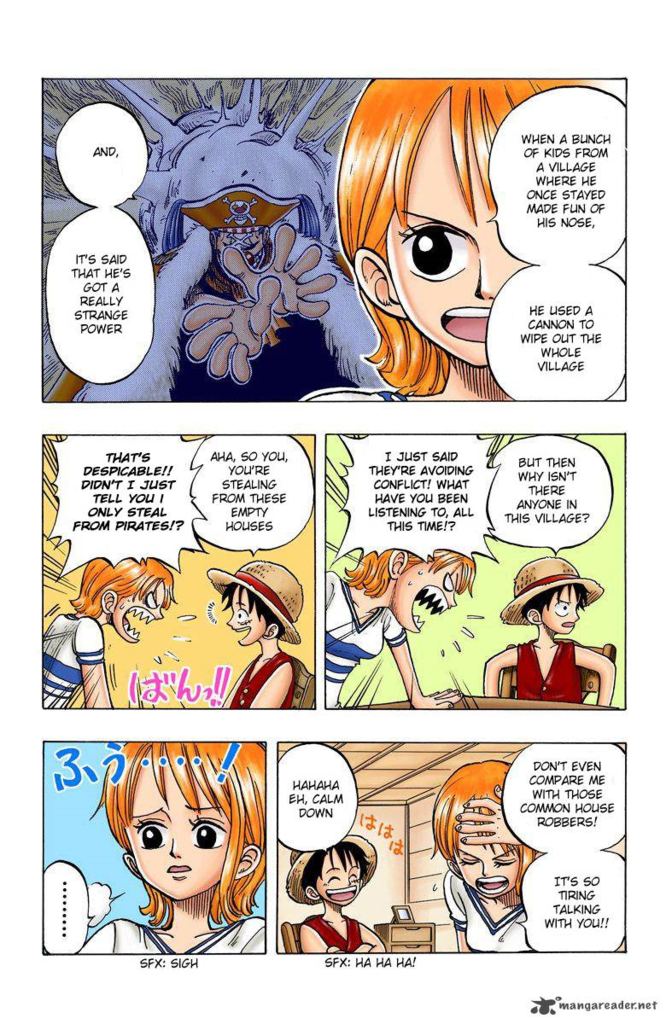 WHEN A BUNCH
OF KIDS FROM
A VILLAGE
WHERE HE
ONCE STAYED
MADE FUN OF
HIS NOSE,
HE USED A
CANNON TO
WIPE OUT THE
WHOLE
VILLAGE
AND,
IT'S SAID
THAT HE'S
GOT A
REALLY
STRANGE
POWER
BUT THEN
WHY ISN'T
THERE
ANYONE IN
THIS VILLAGE?
I JUST SAID
THEY'RE AVOIDING
CONFLICT! WHAT
HAVE YOU BEEN
LISTENING TO, ALL
THIS TIME!?
AHA, SO YOU,
YOU'RE
STEALING
FROM THESE
EMPTY
HOUSES
THAT'S
DESPICABLE!!
DIDN'T I JUST
TELL YOU I
ONLY STEAL
FROM PIRATES!?
ばんっ!!
DON'T EVEN
COMPARE ME
WITH THOSE
COMMON HOUSE
ROBBERS!
IT'S SO
TIRING
TALKING
WITH YOU!!
HAHAHA
EH, CALM
DOWN
ははは
SFX: HA HA HA!
ふぅ・・・・!
・・・・・・
SFX: SIGH
mangareader.net